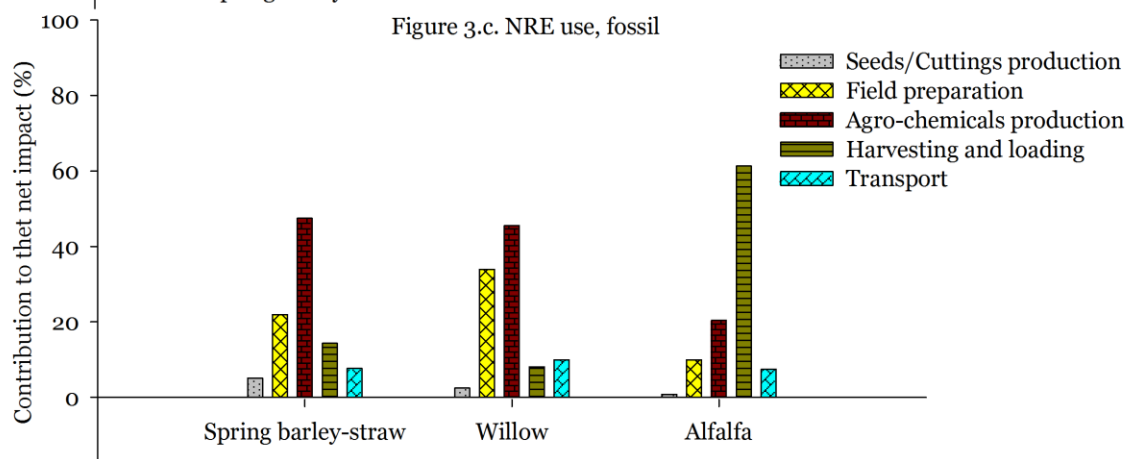 Figure 3.c. NRE use, fossil
Contribution to thet net impact (%)
100
80
60
40
20
0
Seeds/Cuttings production
Field preparation
Agro-chemicals production
Harvesting and loading
Transport
Spring barley-straw
Willow
Alfalfa